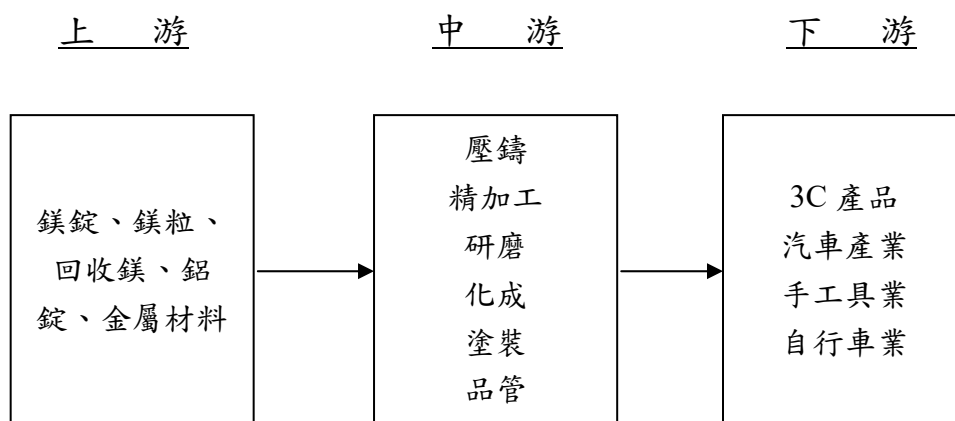 上 游
中 游
下 游
鎂錠、鎂粒、
回收鎂、鋁
錠、金屬材料
壓鑄
精加工
研磨
化成
塗裝
品管
3C 產品
汽車產業
手工具業
自行車業